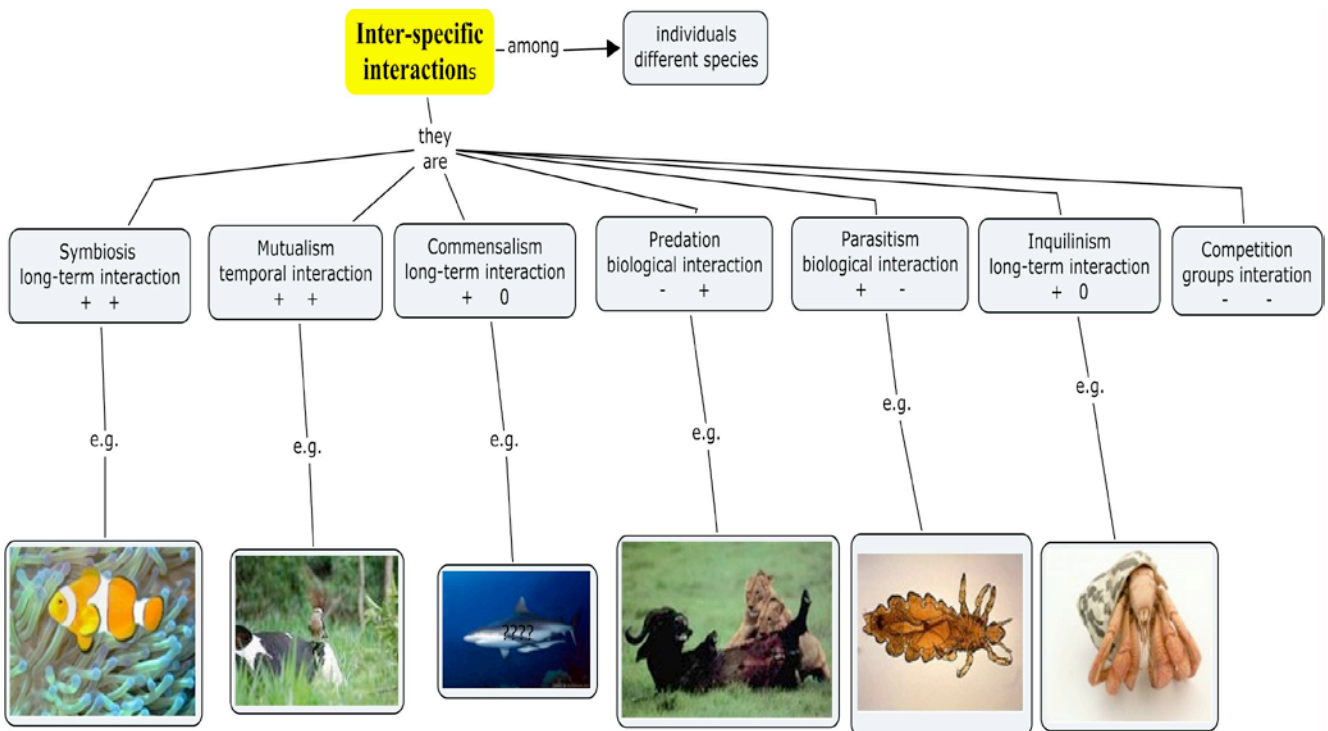 Inter-specific
interactions
among
individuals
different species
they
are
Symbiosis
long-term interaction
+ +
Mutualism
temporal interaction
+ +
Commensalism
long-term interaction
+ 0
Predation
biological interaction
- +
Parasitism
biological interaction
+ -
Inquilinism
long-term interaction
+ 0
Competition
groups interation
- -
e.g.
e.g.
e.g.
e.g.
e.g.
e.g.
????